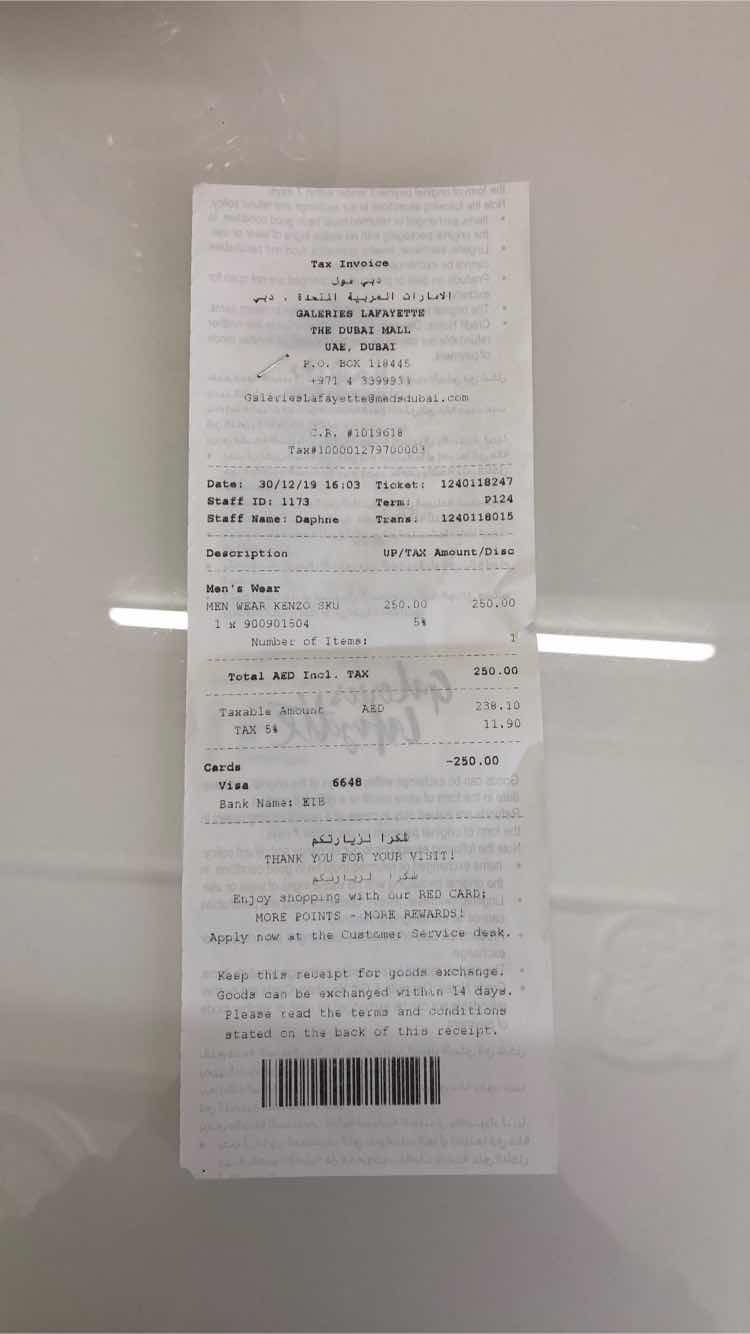 Tax Invoice
دبي مول
الامارات العربية المتحدة ، دبي
GALERIES LAFAYETTE
THE DUBAI MALL
UAE, DUBAI
P.O. BOX 118445
+971 4 3399933
GaleriesLafayette@madsdubai.com
C.R. #1019618
Tax#100001279700003
Date: 30/12/19 16:03 Ticket: 1240118247
Staff ID: 1173 Term: P124
Staff Name: Daphne Trans: 1240118015
Description UP/TAX Amount/Disc
Men's Wear
MEN WEAR KENZO SKU 250.00 250.00
1 x 900901504 5%
Number of Items: 1
Total AED Incl. TAX 250.00
Taxable Amount AED 238.10
TAX 5% 11.90
Cards -250.00
Visa 6648
Bank Name: EIB
شكرا لزيارتكم
THANK YOU FOR YOUR VISIT!
شكرا لزيارتكم
Enjoy shopping with our RED CARD;
MORE POINTS - MORE REWARDS!
Apply now at the Customer Service desk.
Keep this receipt for goods exchange.
Goods can be exchanged within 14 days.
Please read the terms and conditions
stated on the back of this receipt.